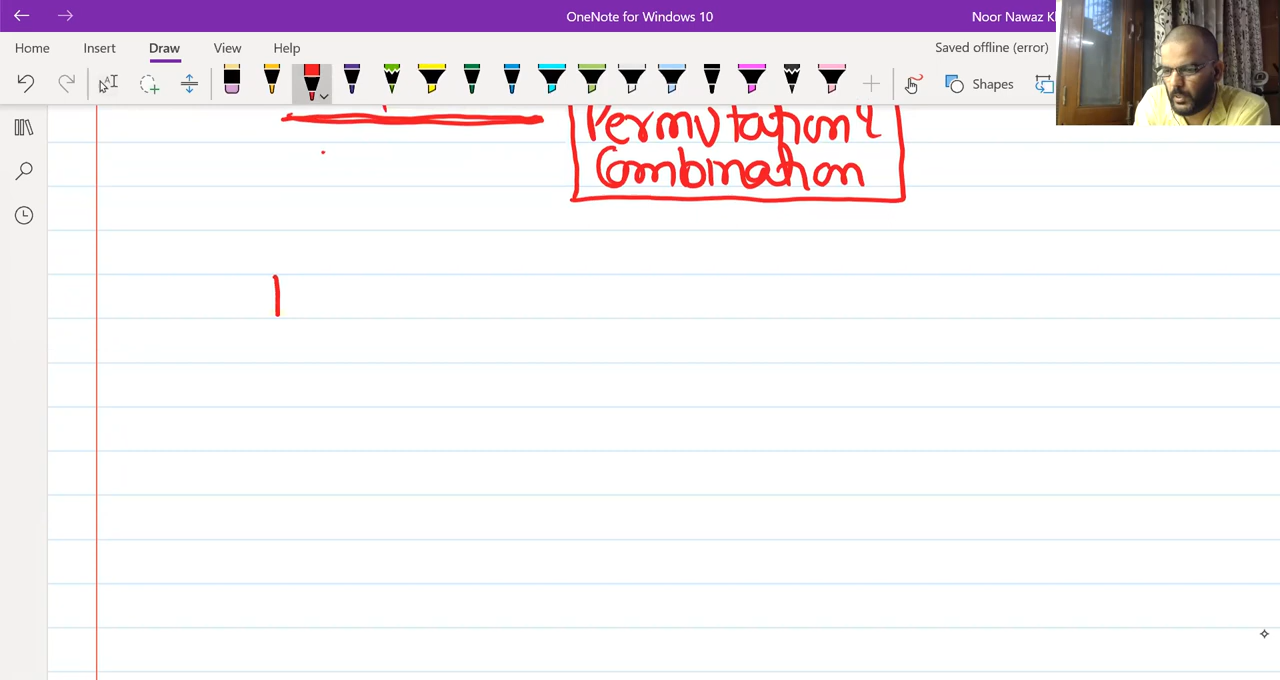 OneNote for Windows 10
Noor Nawaz
Home Insert Draw View Help
Saved offline (error)
Shapes
Permutation &
Combination